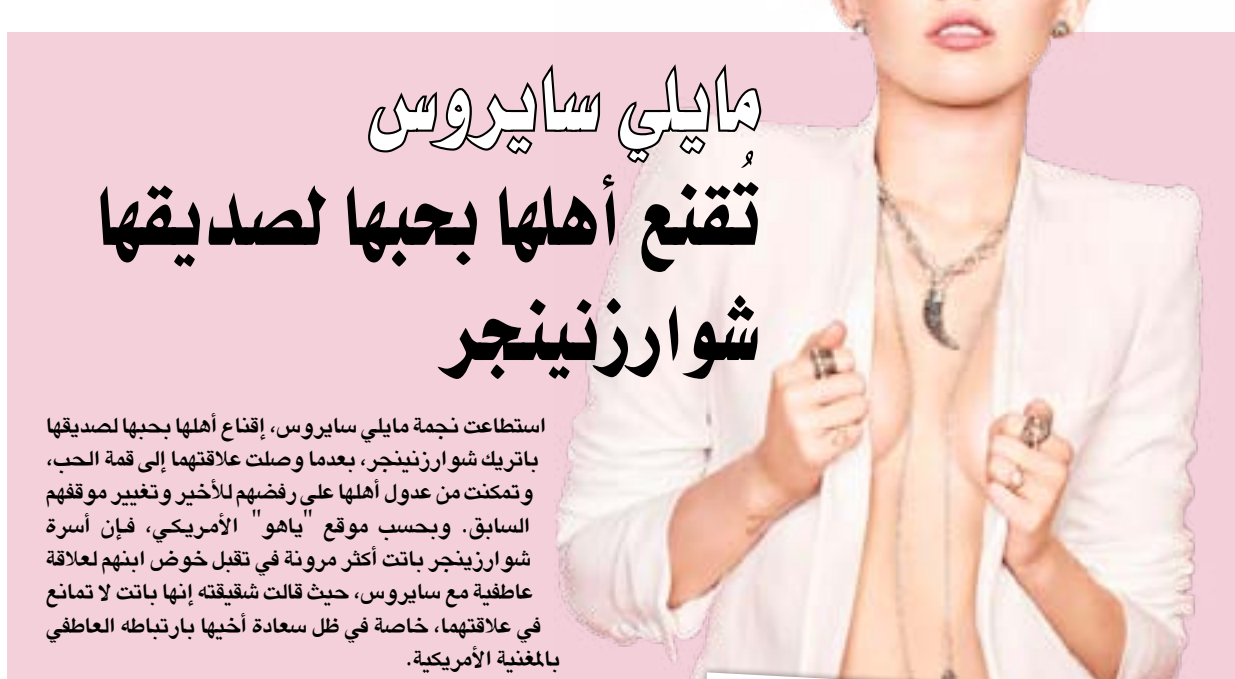 مايلي سايروس
تُقنع أهلها بحبها لصديقها
شوارزنينجر
استطاعت نجمة مايلي سايروس، إقناع أهلها بحبها لصديقها
باتريك شوارزنينجر، بعدما وصلت علاقتهما إلى قمة الحب،
وتمكنت من عدول أهلها على رفضهم للأخير وتغيير موقفهم
السابق. وبحسب موقع "ياهو" الأمريكي، فإن أسرة
شوارزينجر باتت أكثر مرونة في تقبل خوض ابنهم لعلاقة
عاطفية مع سايروس، حيث قالت شقيقته إنها باتت لا تمانع
في علاقتهما، خاصة في ظل سعادة أخيها بارتباطه العاطفي
بالمغنية الأمريكية.